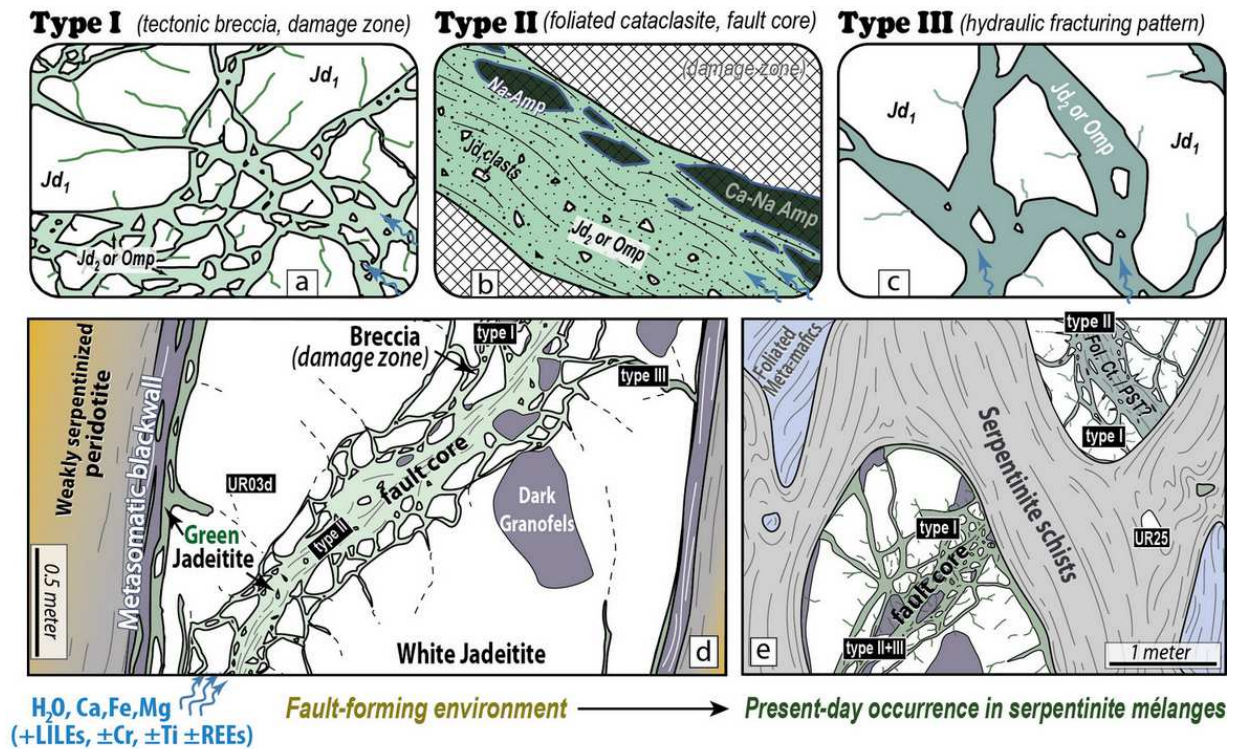 Type I (tectonic breccia, damage zone)
Type II (foliated cataclasite, fault core)
Type III (hydraulic fracturing pattern)
Jd1
Jd1
Jd2 or Omp
a
(damage zone)
Na-Amp
Jd1clasts
Ca-Na Amp
Jd2 or Omp
b
Jd1
Jd2 or Omp
Jd1
c
Weakly serpentinized
peridotite
Metasomatic blackwall
0.5 meter
UR03d
Green
Jadeitite
Breccia
(damage zone)
type I
type III
fault core
type II
Dark
Granofels
White Jadeitite
d
Foliated
Meta-mafics
type II
Fol. Ct. / PST?
type I
Serpentinite schists
UR25
type I
fault core
type II+III
e
1 meter
H2O, Ca,Fe,Mg
(+LILEs, ±Cr, ±Ti ±REEs)
Fault-forming environment
Present-day occurrence in serpentinite mélanges